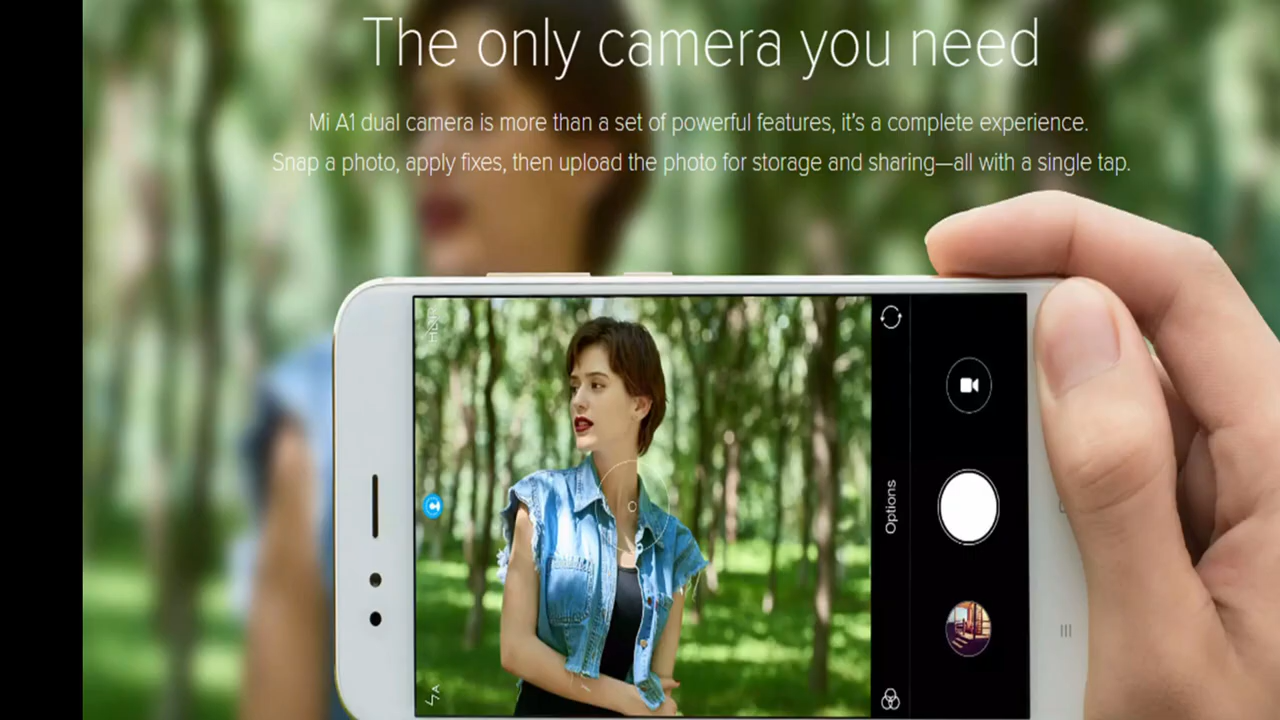 The only camera you need
Mi A1 dual camera is more than a set of powerful features, it's a complete experience.
Snap a photo, apply fixes, then upload the photo for storage and sharing—all with a single tap.
HDR
Options
A